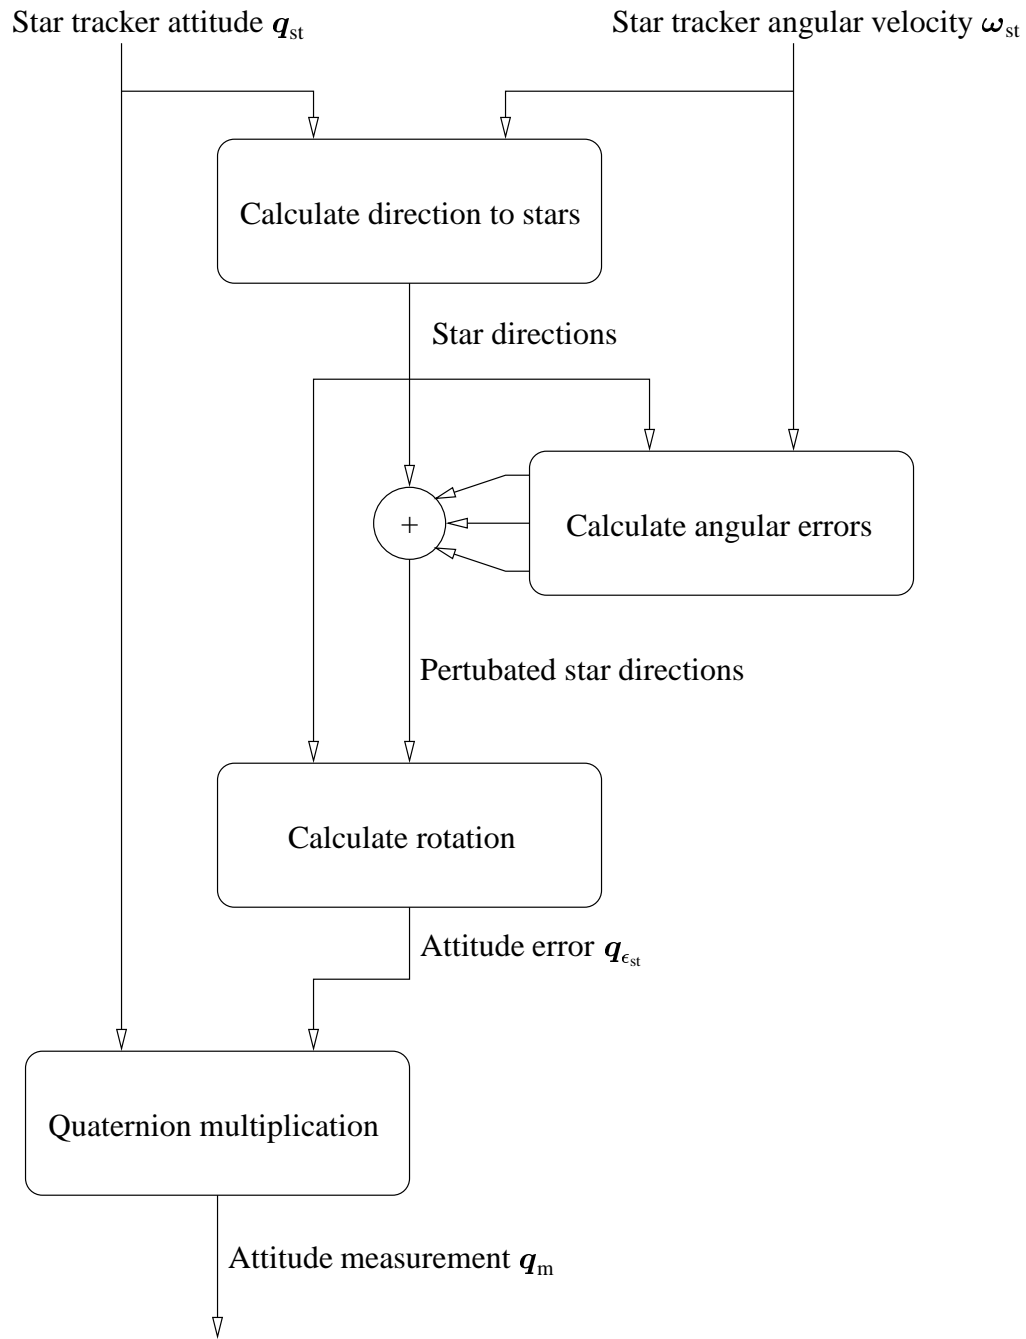 Star tracker attitude q_st
Star tracker angular velocity ω_st
Calculate direction to stars
Star directions
+
Calculate angular errors
Pertubated star directions
Calculate rotation
Attitude error q_ϵ_st
Quaternion multiplication
Attitude measurement q_m